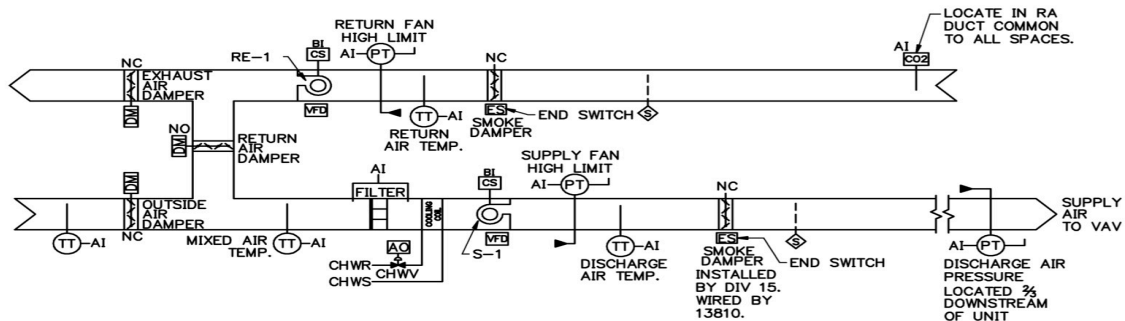 LOCATE IN RA
DUCT COMMON
TO ALL SPACES.
AI
CO2
RETURN FAN
HIGH LIMIT
BI
CS
AI
PT
RE-1
NC
NC
EXHAUST
AIR
DAMPER
DM
VFD
TT
AI
RETURN
AIR TEMP.
ES
SMOKE
DAMPER
END SWITCH
S
NO
DM
RETURN
AIR
DAMPER
DM
OUTSIDE
AIR
DAMPER
NC
TT
AI
MIXED AIR
TEMP.
TT
AI
AI
FILTER
COOLING
COIL
AO
CHWR
CHWV
CHWS
BI
CS
VFD
S-1
SUPPLY FAN
HIGH LIMIT
AI
PT
TT
AI
DISCHARGE
AIR TEMP.
NC
ES
SMOKE
DAMPER
INSTALLED
BY DIV 15.
WIRED BY
13810.
END SWITCH
S
SUPPLY
AIR
TO VAV
AI
PT
DISCHARGE AIR
PRESSURE
LOCATED ⅔
DOWNSTREAM
OF UNIT